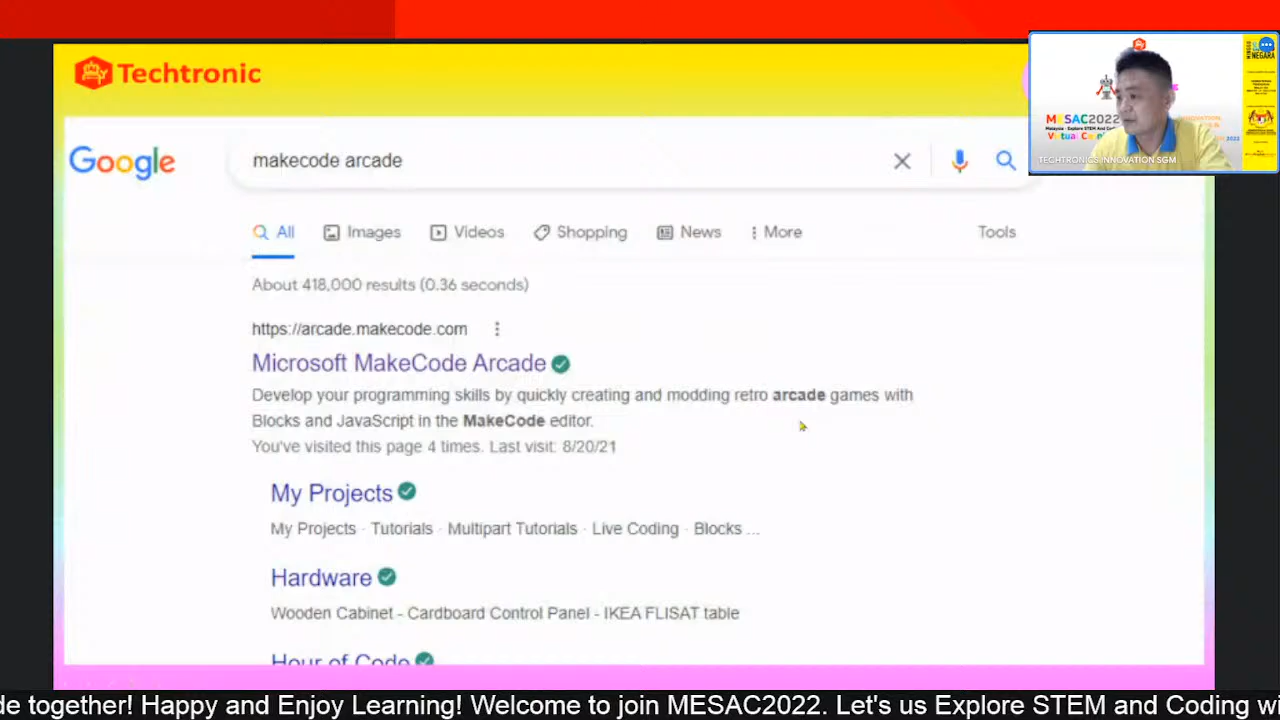 Techtronic
Google
makecode arcade
All
Images
Videos
Shopping
News
More
Tools
About 418,000 results (0.36 seconds)
https://arcade.makecode.com
Microsoft MakeCode Arcade
Develop your programming skills by quickly creating and modding retro arcade games with
Blocks and JavaScript in the MakeCode editor.
You've visited this page 4 times. Last visit: 8/20/21
My Projects
My Projects · Tutorials · Multipart Tutorials · Live Coding · Blocks ...
Hardware
Wooden Cabinet - Cardboard Control Panel - IKEA FLISAT table
Hour of Code
MESAC2022
TECHTRONICS INNOVATION SGM
NEGARA
2022
de together! Happy and Enjoy Learning! Welcome to join MESAC2022. Let's us Explore STEM and Coding wi